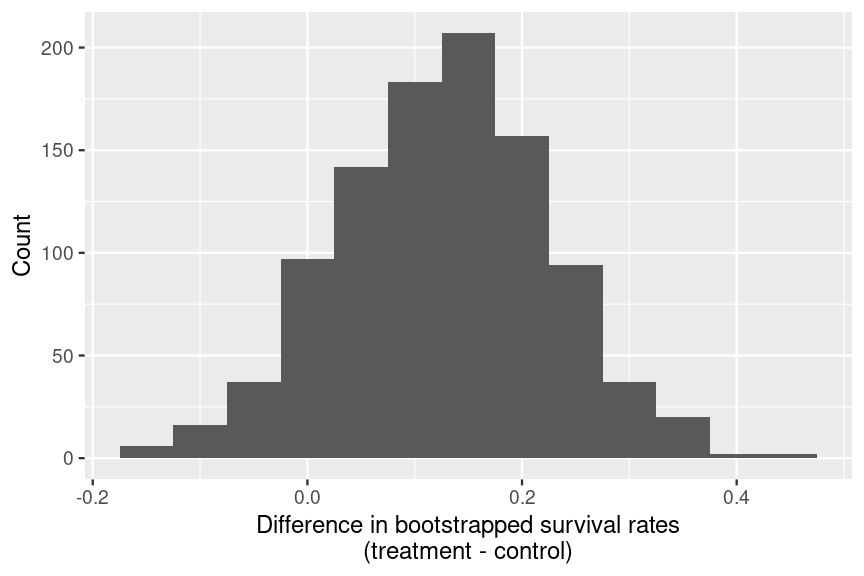 200
150
100
50
0
Count
-0.2 0.0 0.2 0.4
Difference in bootstrapped survival rates
(treatment - control)